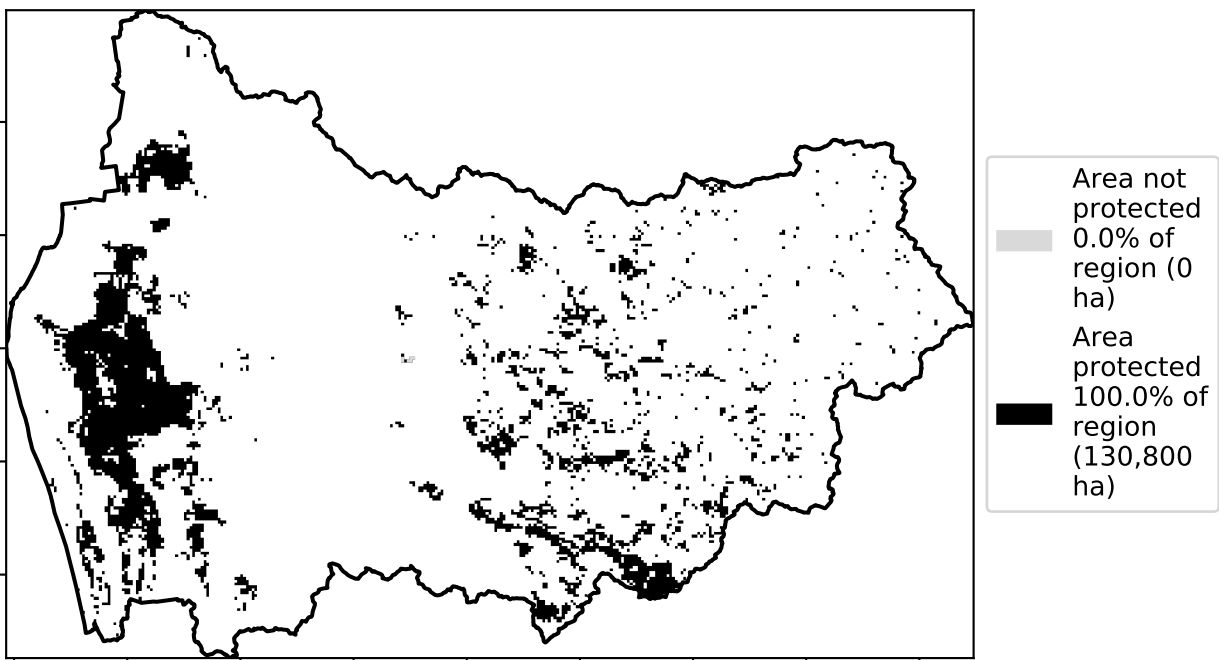 Area not
protected
0.0% of
region (0
ha)
Area
protected
100.0% of
region
(130,800
ha)